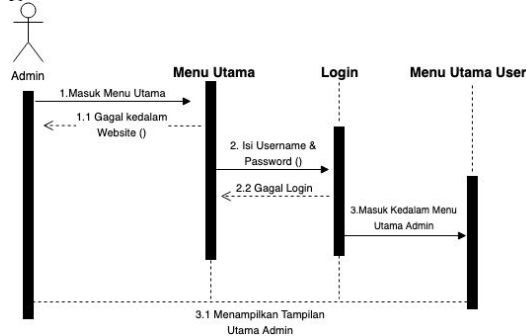 Admin
Menu Utama
Login
Menu Utama User
1.Masuk Menu Utama
1.1 Gagal kedalam
Website ()
2. Isi Username &
Password ()
2.2 Gagal Login
3.Masuk Kedalam Menu
Utama Admin
3.1 Menampilkan Tampilan
Utama Admin